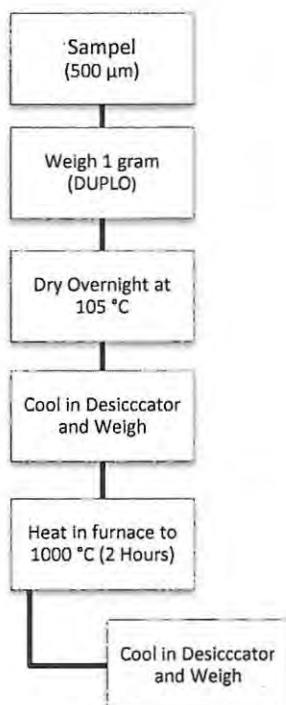 Sampel
(500 µm)
Weigh 1 gram
(DUPLO)
Dry Overnight at
105 °C
Cool in Desicccator
and Weigh
Heat in furnace to
1000 °C (2 Hours)
Cool in Desicccator
and Weigh